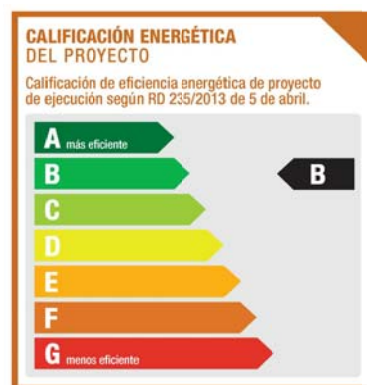 CALIFICACIÓN ENERGÉTICA
DEL PROYECTO
Calificación de eficiencia energética de proyecto
de ejecución según RD 235/2013 de 5 de abril.
A más eficiente
B B
C
D
E
F
G menos eficiente